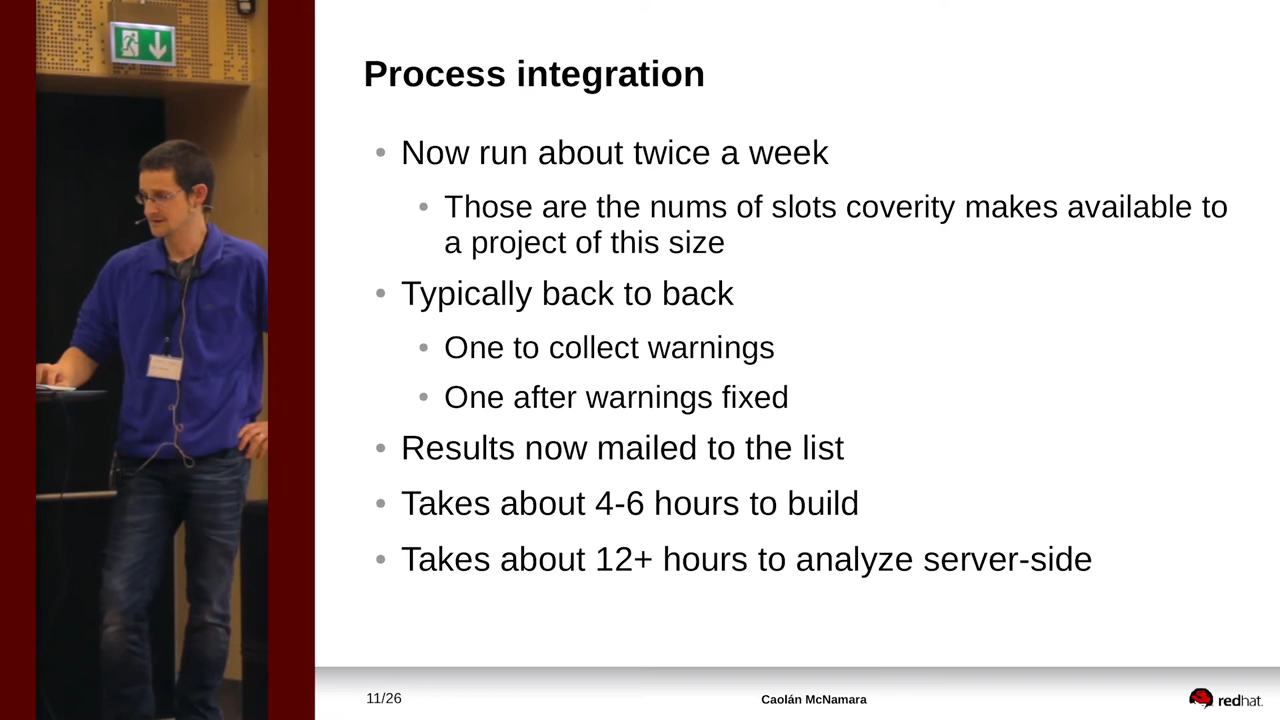 Process integration
Now run about twice a week
Those are the nums of slots coverity makes available to
a project of this size
Typically back to back
One to collect warnings
One after warnings fixed
Results now mailed to the list
Takes about 4-6 hours to build
Takes about 12+ hours to analyze server-side
11/26
Caolán McNamara
redhat.